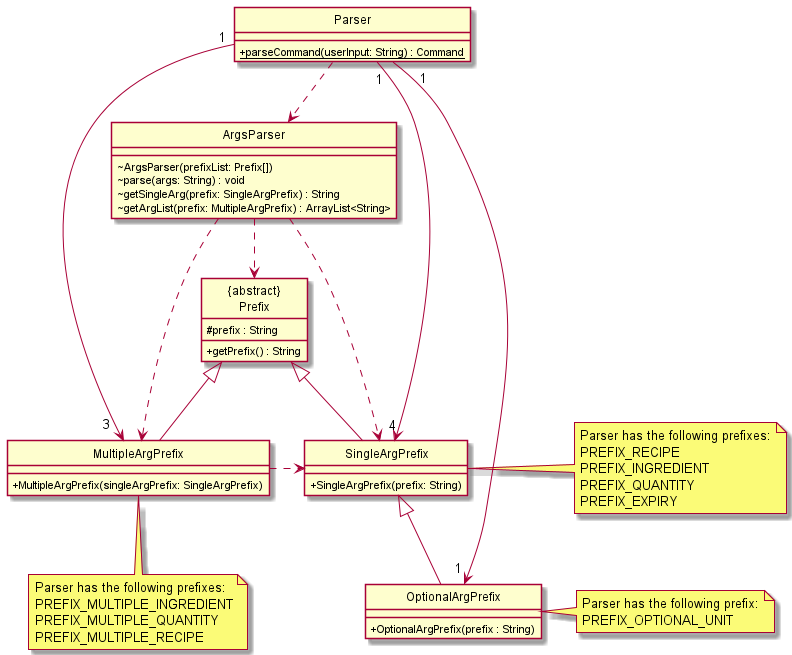 Parser
+parseCommand(userInput: String) : Command
1
1
1
ArgsParser
~ArgsParser(prefixList: Prefix[])
~parse(args: String) : void
~getSingleArg(prefix: SingleArgPrefix) : String
~getArgList(prefix: MultipleArgPrefix) : ArrayList<String>
{abstract}
Prefix
#prefix : String
+getPrefix() : String
3
4
MultipleArgPrefix
+MultipleArgPrefix(singleArgPrefix: SingleArgPrefix)
SingleArgPrefix
+SingleArgPrefix(prefix: String)
Parser has the following prefixes:
PREFIX_RECIPE
PREFIX_INGREDIENT
PREFIX_QUANTITY
PREFIX_EXPIRY
Parser has the following prefixes:
PREFIX_MULTIPLE_INGREDIENT
PREFIX_MULTIPLE_QUANTITY
PREFIX_MULTIPLE_RECIPE
1
OptionalArgPrefix
+OptionalArgPrefix(prefix : String)
Parser has the following prefix:
PREFIX_OPTIONAL_UNIT